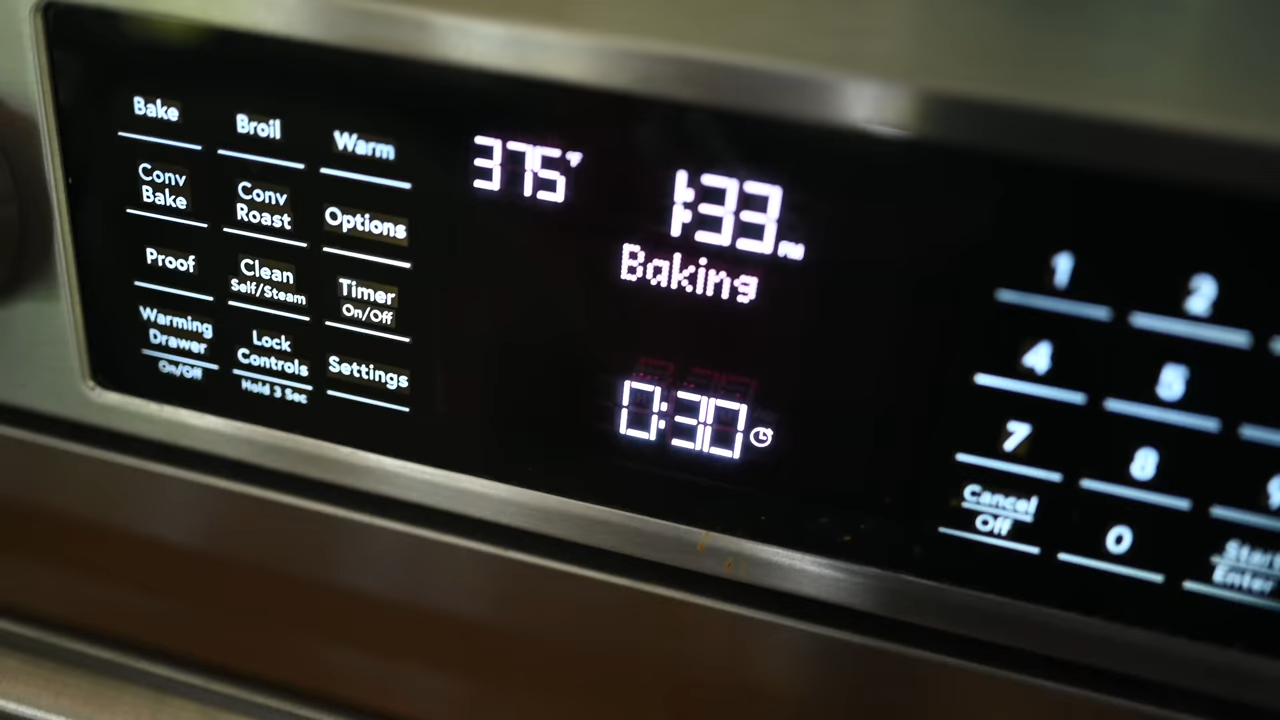 Bake
Broil
Warm
Conv
Bake
Conv
Roast
Options
Proof
Clean
Self/Steam
Timer
On/Off
Warming
Drawer
On/Off
Lock
Controls
Hold 3 Sec
Settings
375°F
1:33 PM
Baking
0:30
1
2
4
5
7
8
Cancel
Off
0
Start
Enter